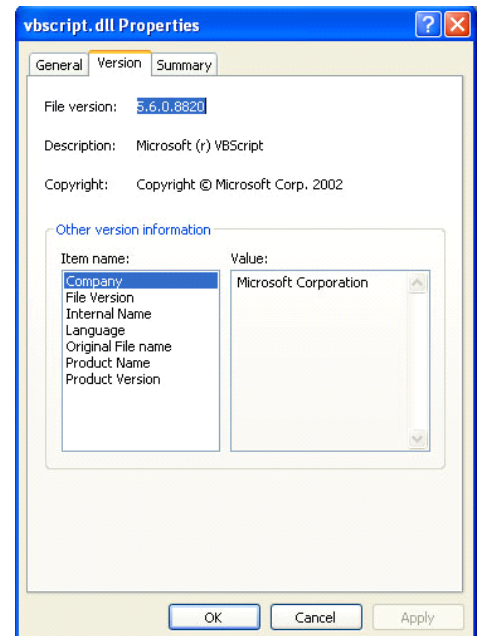 vbscript.dll Properties
General Version Summary
File version: 5.6.0.8820
Description: Microsoft (r) VBScript
Copyright: Copyright © Microsoft Corp. 2002
Other version information
Item name: Value:
Company Microsoft Corporation
File Version
Internal Name
Language
Original File name
Product Name
Product Version
OK Cancel Apply